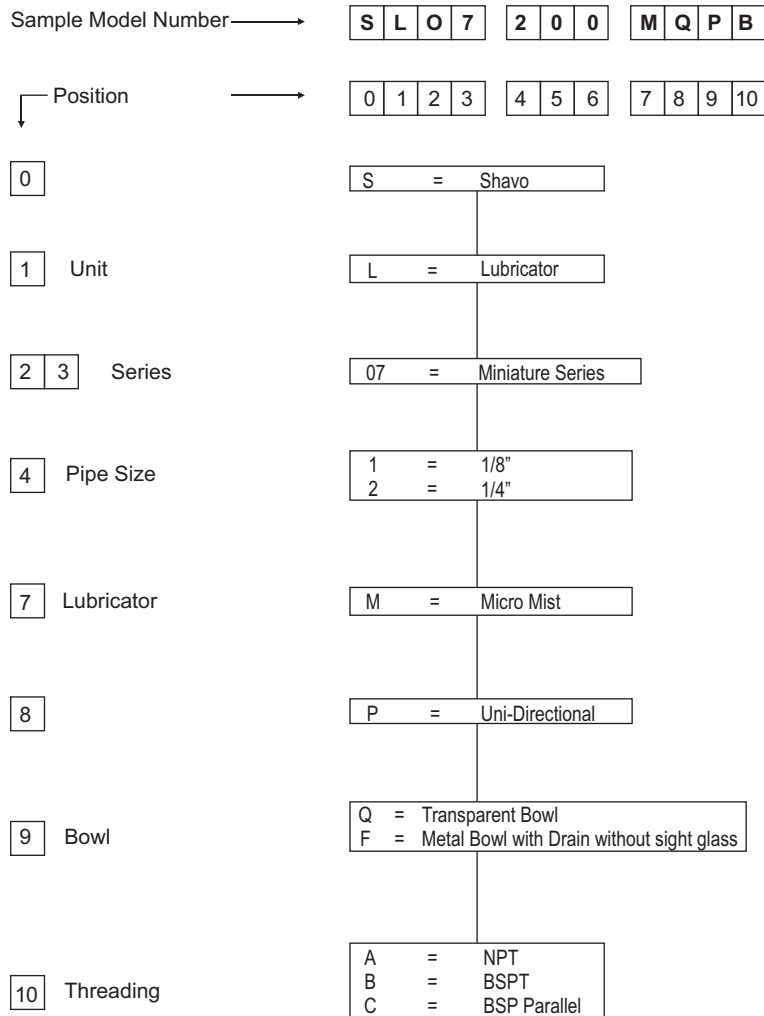 Sample Model Number S L O 7 2 0 0 M Q P B
Position 0 1 2 3 4 5 6 7 8 9 10
0 S = Shavo
1 Unit L = Lubricator
2 3 Series 07 = Miniature Series
4 Pipe Size 1 = 1/8”
2 = 1/4”
7 Lubricator M = Micro Mist
8 P = Uni-Directional
9 Bowl Q = Transparent Bowl
F = Metal Bowl with Drain without sight glass
10 Threading A = NPT
B = BSPT
C = BSP Parallel